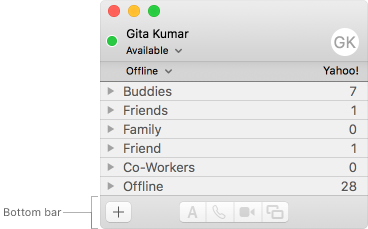 Gita Kumar
Available
GK
Offline Yahoo!
Buddies 7
Friends 1
Family 0
Friend 1
Co-Workers 0
Offline 28
Bottom bar
A